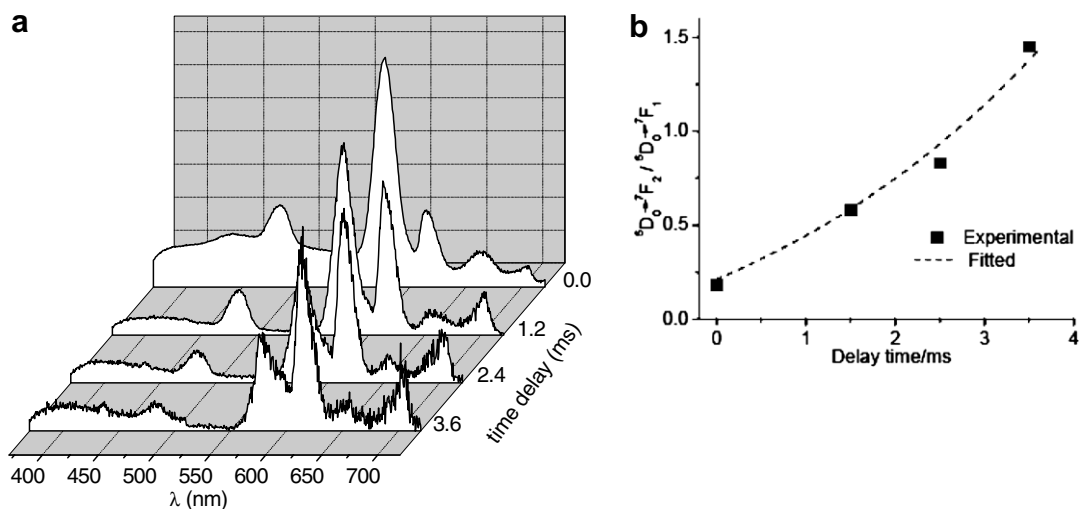 a
0.0
1.2
2.4
3.6
time delay (ms)
400 450 500 550 600 650 700
λ (nm)
b
⁵D₀→⁷F₂ / ⁵D₀→⁷F₁
1.5
1.0
0.5
0.0
Experimental
Fitted
0 1 2 3 4
Delay time/ms